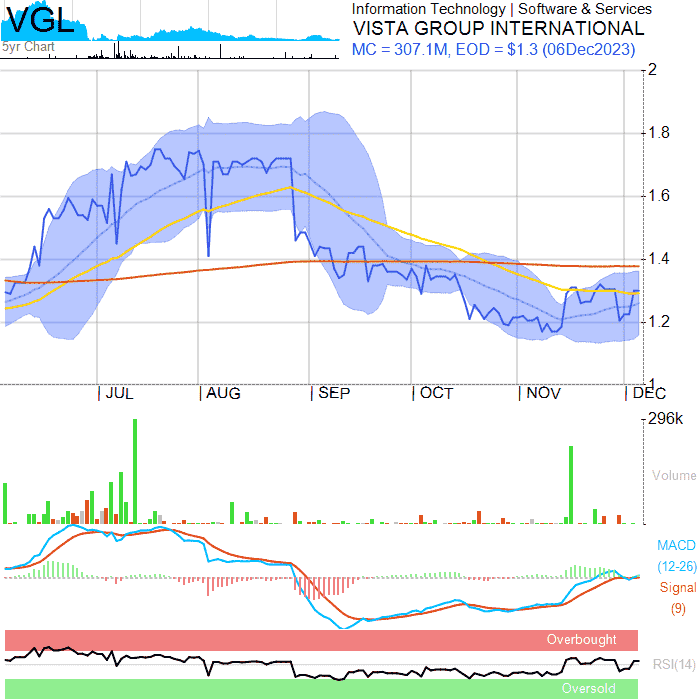 VGL
5yr Chart
Information Technology | Software & Services
VISTA GROUP INTERNATIONAL
MC = 307.1M, EOD = $1.3 (06Dec2023)
2
1.8
1.6
1.4
1.2
1
JUL AUG SEP OCT NOV DEC
296k
Volume
MACD
(12-26)
Signal
(9)
Overbought
RSI(14)
Oversold